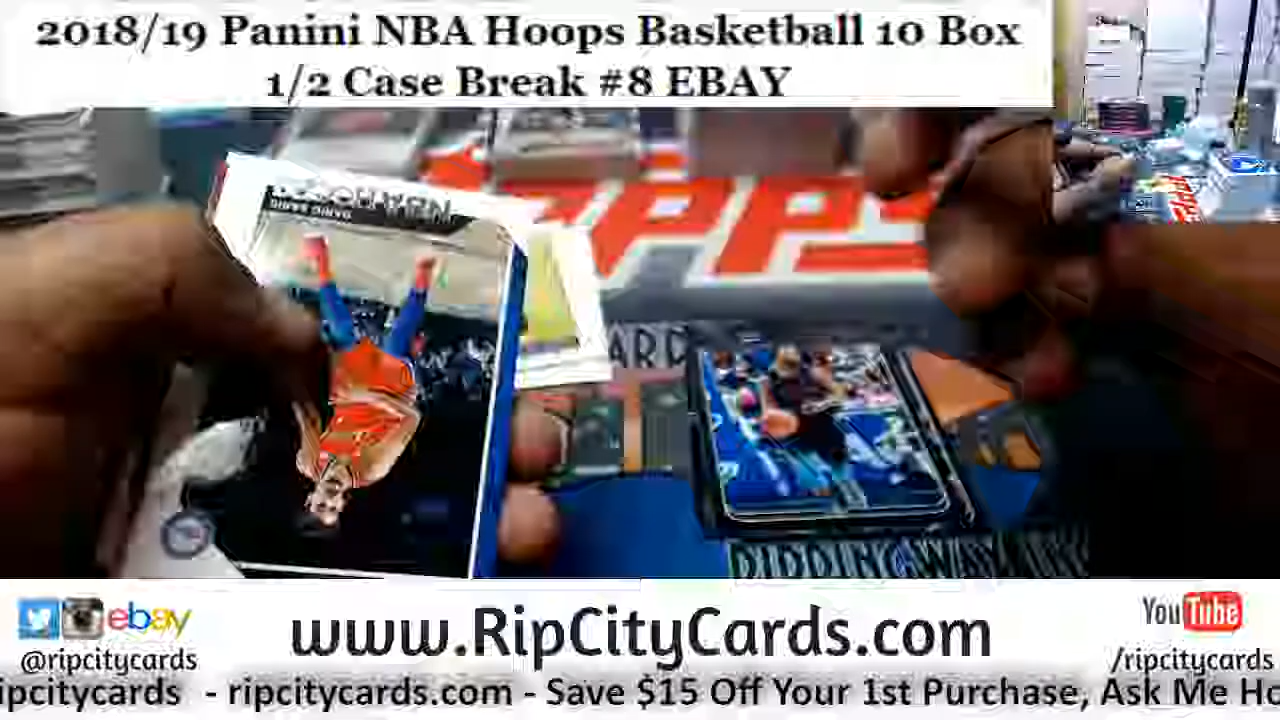 2018/19 Panini NBA Hoops Basketball 10 Box
1/2 Case Break #8 EBAY
ARD
ebay
www.RipCityCards.com
YouTube
@ripcitycards
/ripcitycards
ipcitycards - ripcitycards.com - Save $15 Off Your 1st Purchase, Ask Me Ho